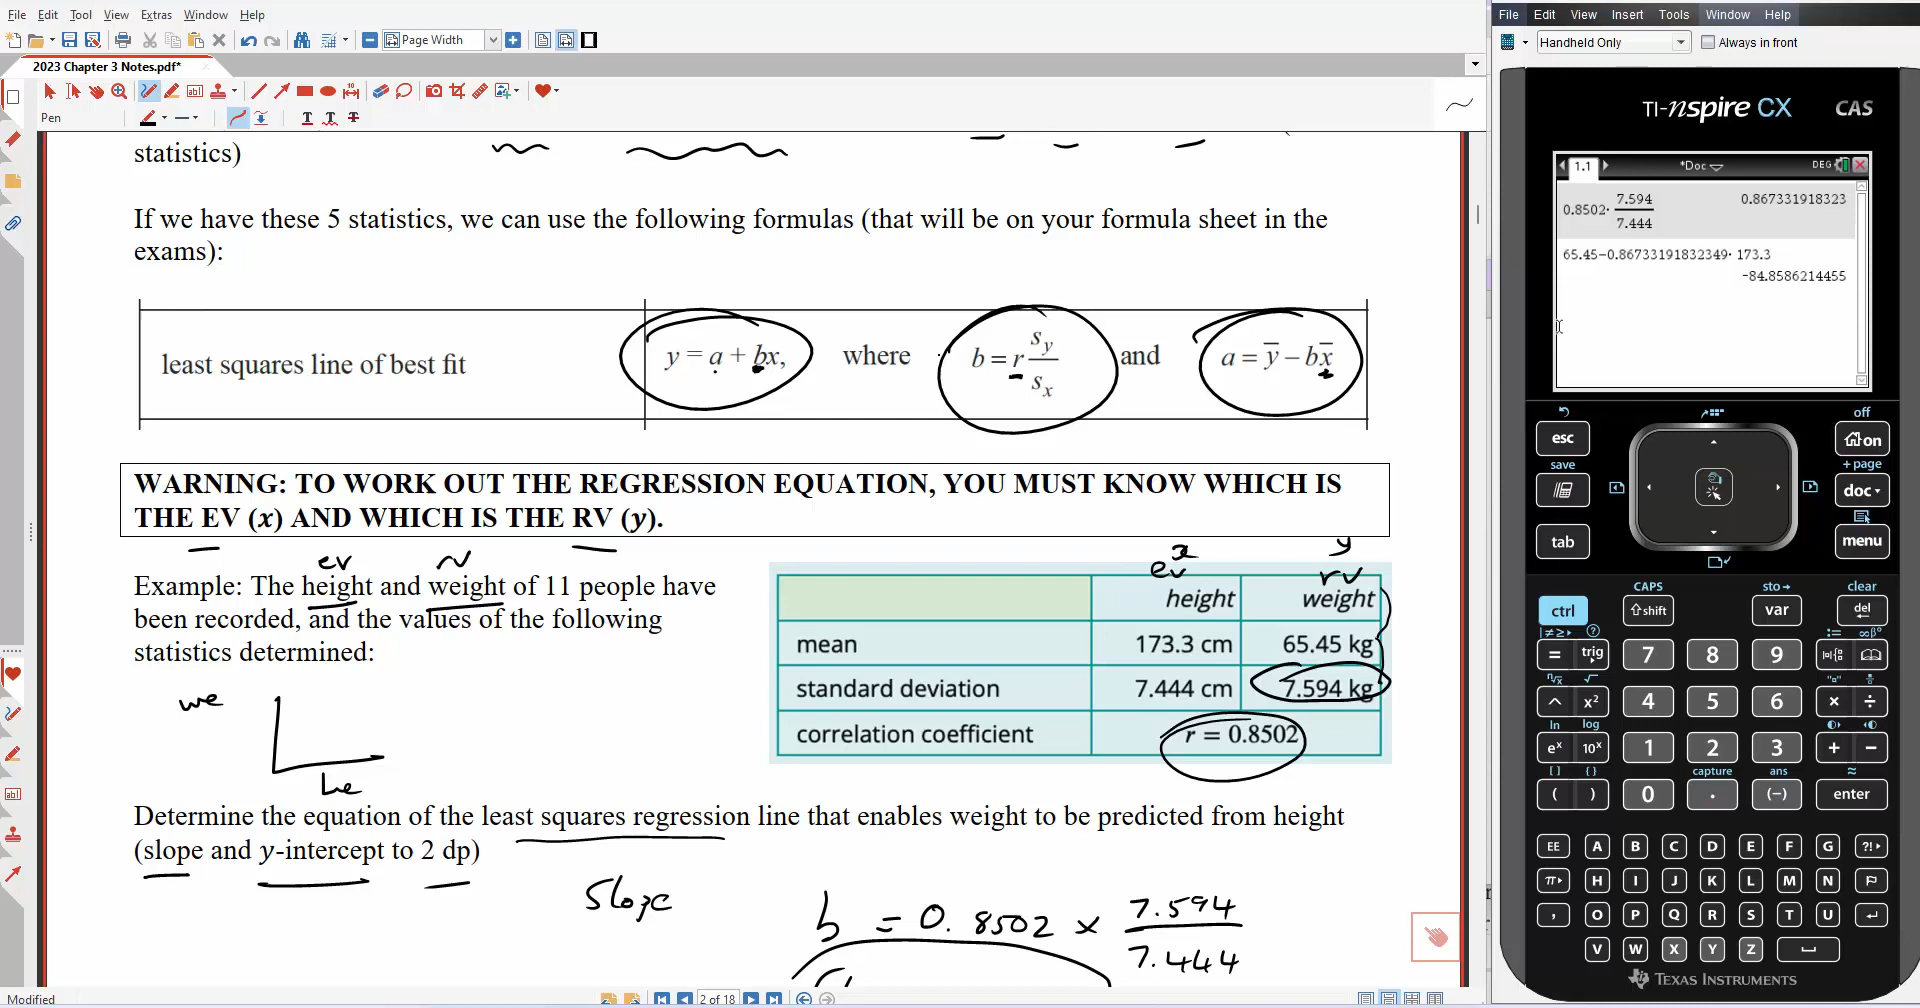 File Edit Tool View Extras Window Help
Page Width
2023 Chapter 3 Notes.pdf*
Pen
statistics)
If we have these 5 statistics, we can use the following formulas (that will be on your formula sheet in the
exams):
least squares line of best fit y = a + bx, where b = r s_y/s_x and a = y̅ − bx̅
WARNING: TO WORK OUT THE REGRESSION EQUATION, YOU MUST KNOW WHICH IS
THE EV (x) AND WHICH IS THE RV (y).
ev rv
Example: The height and weight of 11 people have
been recorded, and the values of the following
statistics determined:
x y
ev rv
height weight
mean 173.3 cm 65.45 kg
standard deviation 7.444 cm 7.594 kg
correlation coefficient r = 0.8502
we
he
Determine the equation of the least squares regression line that enables weight to be predicted from height
(slope and y-intercept to 2 dp)
Slope
b = 0.8502 × 7.594/7.444
Modified 2 of 18
File Edit View Insert Tools Window Help
Handheld Only Always in front
TI-nspire CX CAS
1.1 *Doc DEG
0.8502· 7.594/7.444 0.867331918323
65.45−0.86733191832349· 173.3
-84.8586214455
off
esc on
save +page
doc
tab menu
CAPS sto→ clear
ctrl shift var del
= trig 7 8 9
^ x² 4 5 6 × ÷
ln log
eˣ 10ˣ 1 2 3 + −
[ ] { } capture ans ≈
( ) 0 . (−) enter
EE A B C D E F G ?!
π H I J K L M N
, O P Q R S T U
V W X Y Z
TEXAS INSTRUMENTS